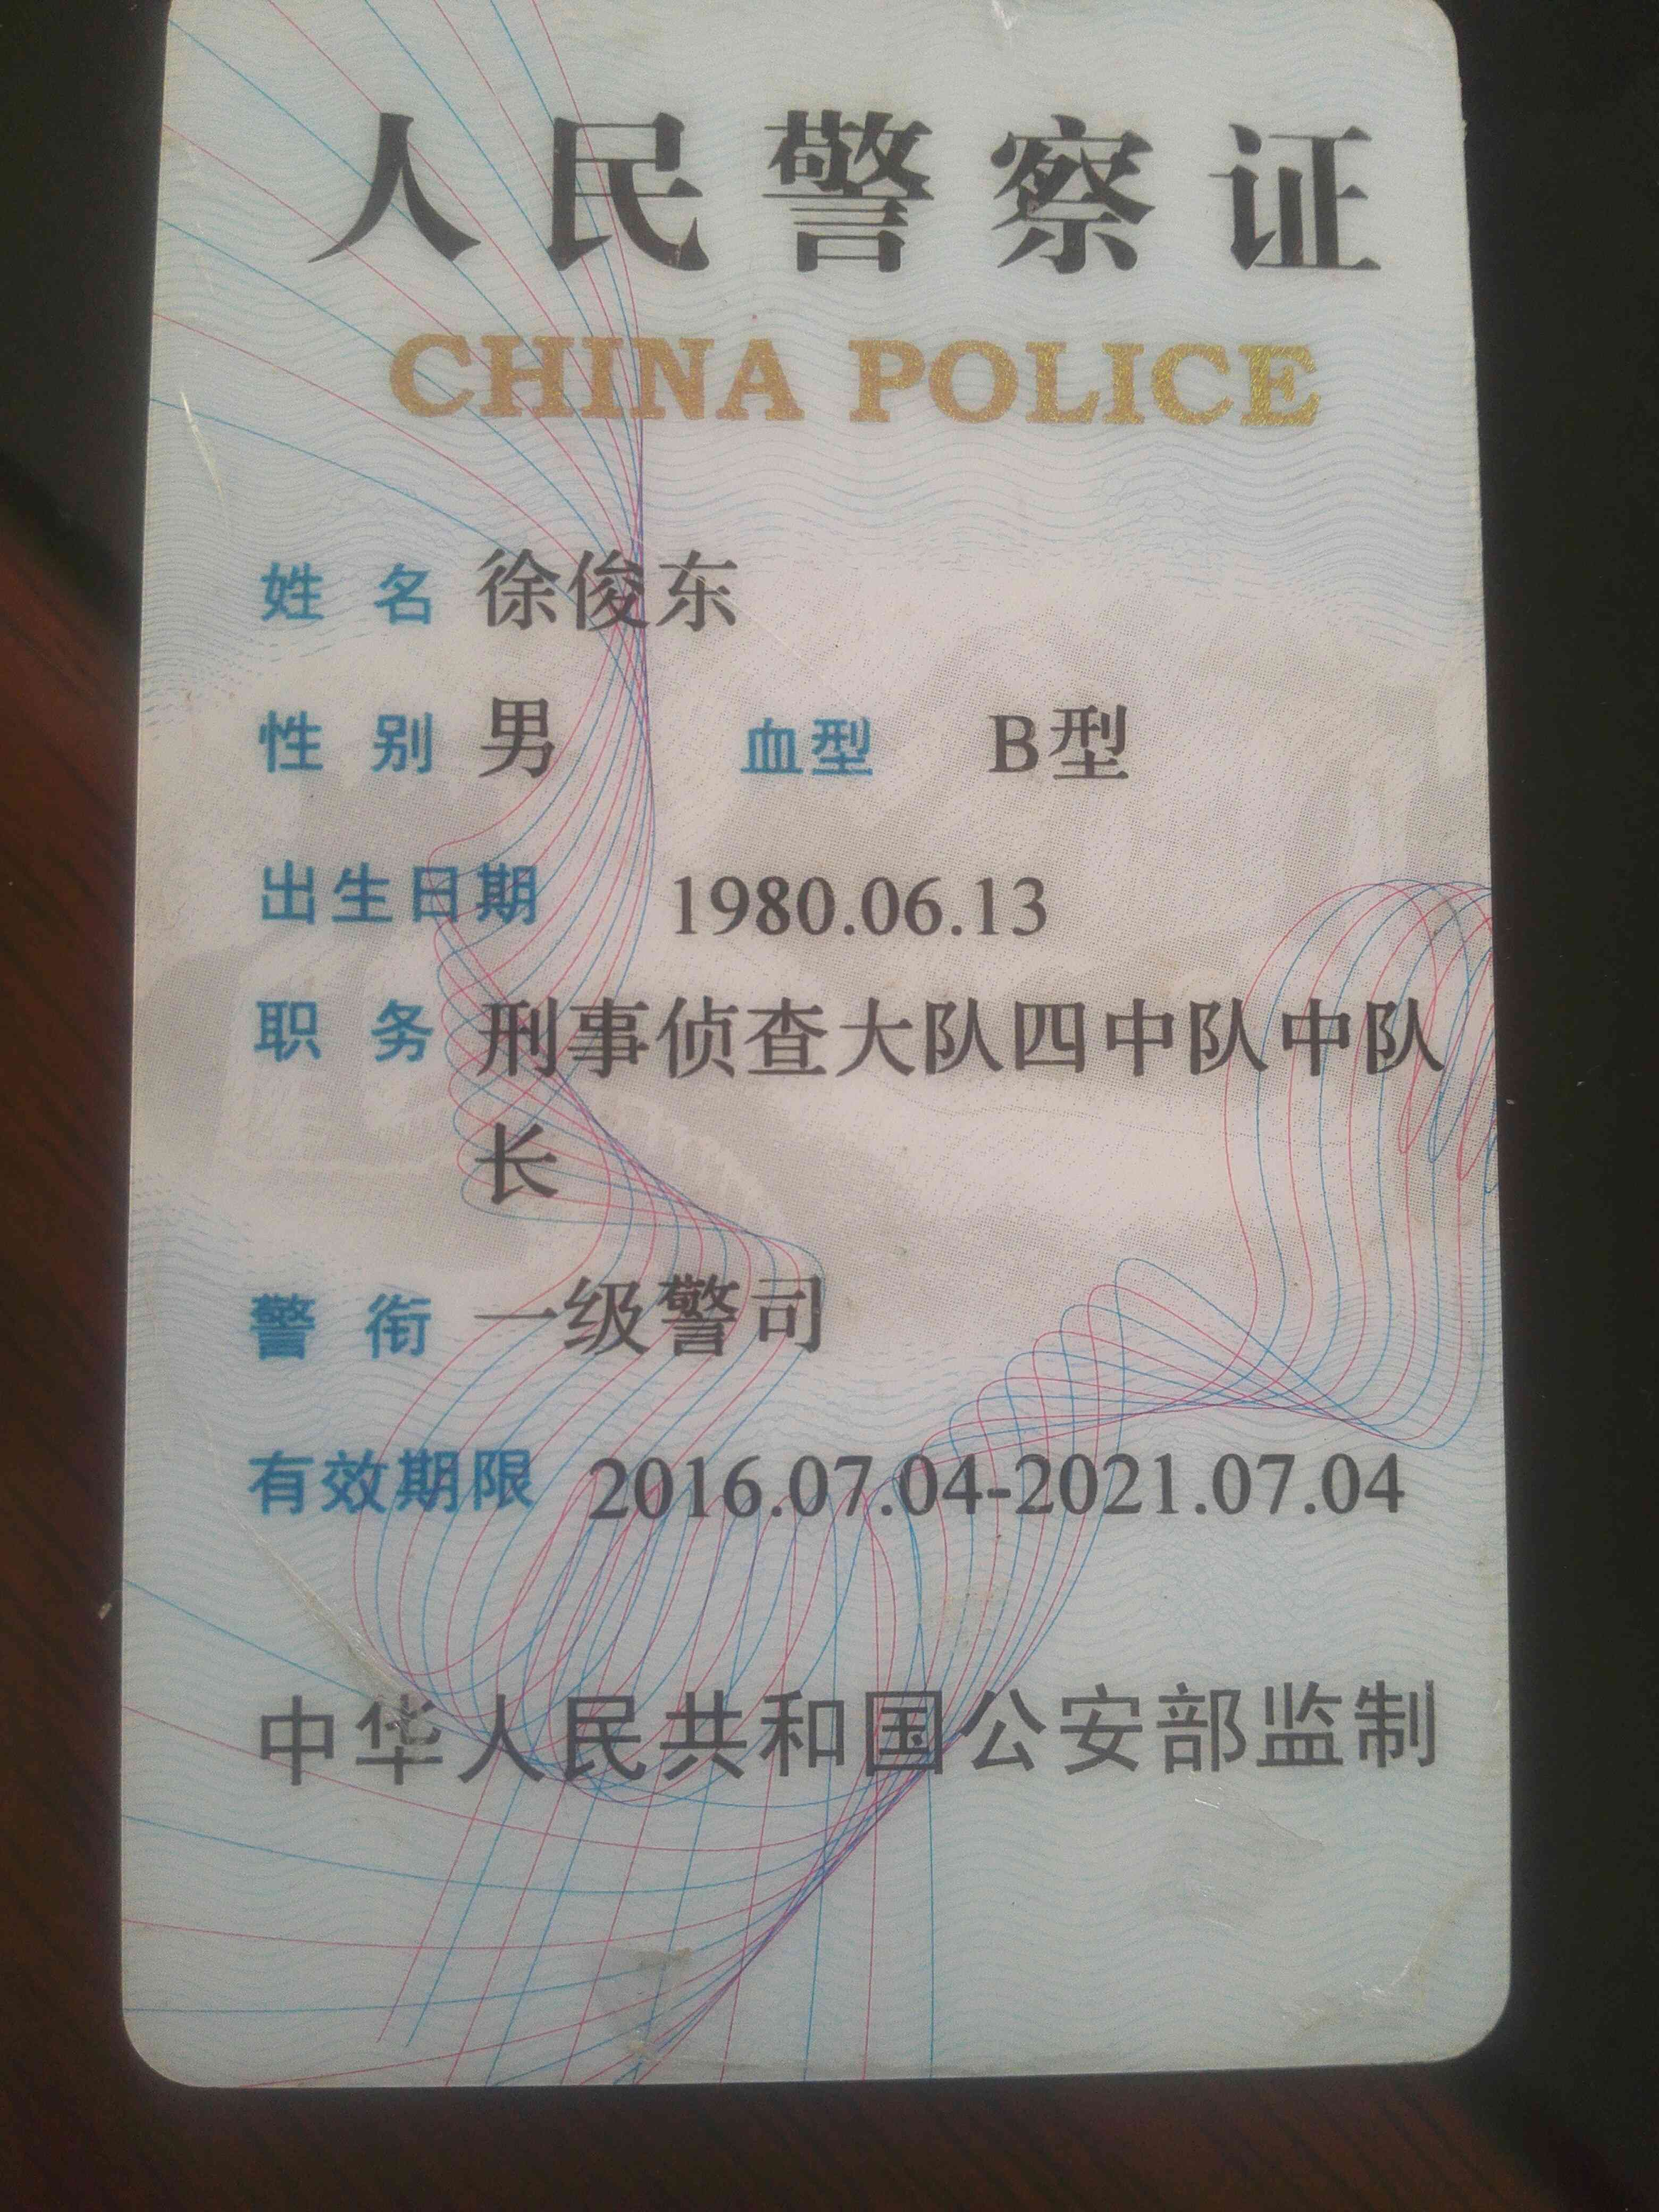 人民警察证
CHINA POLICE
姓名 徐俊东
性别 男 血型 B型
出生日期 1980.06.13
职务 刑事侦查大队四中队中队
长
警衔 一级警司
有效期限 2016.07.04-2021.07.04
中华人民共和国公安部监制